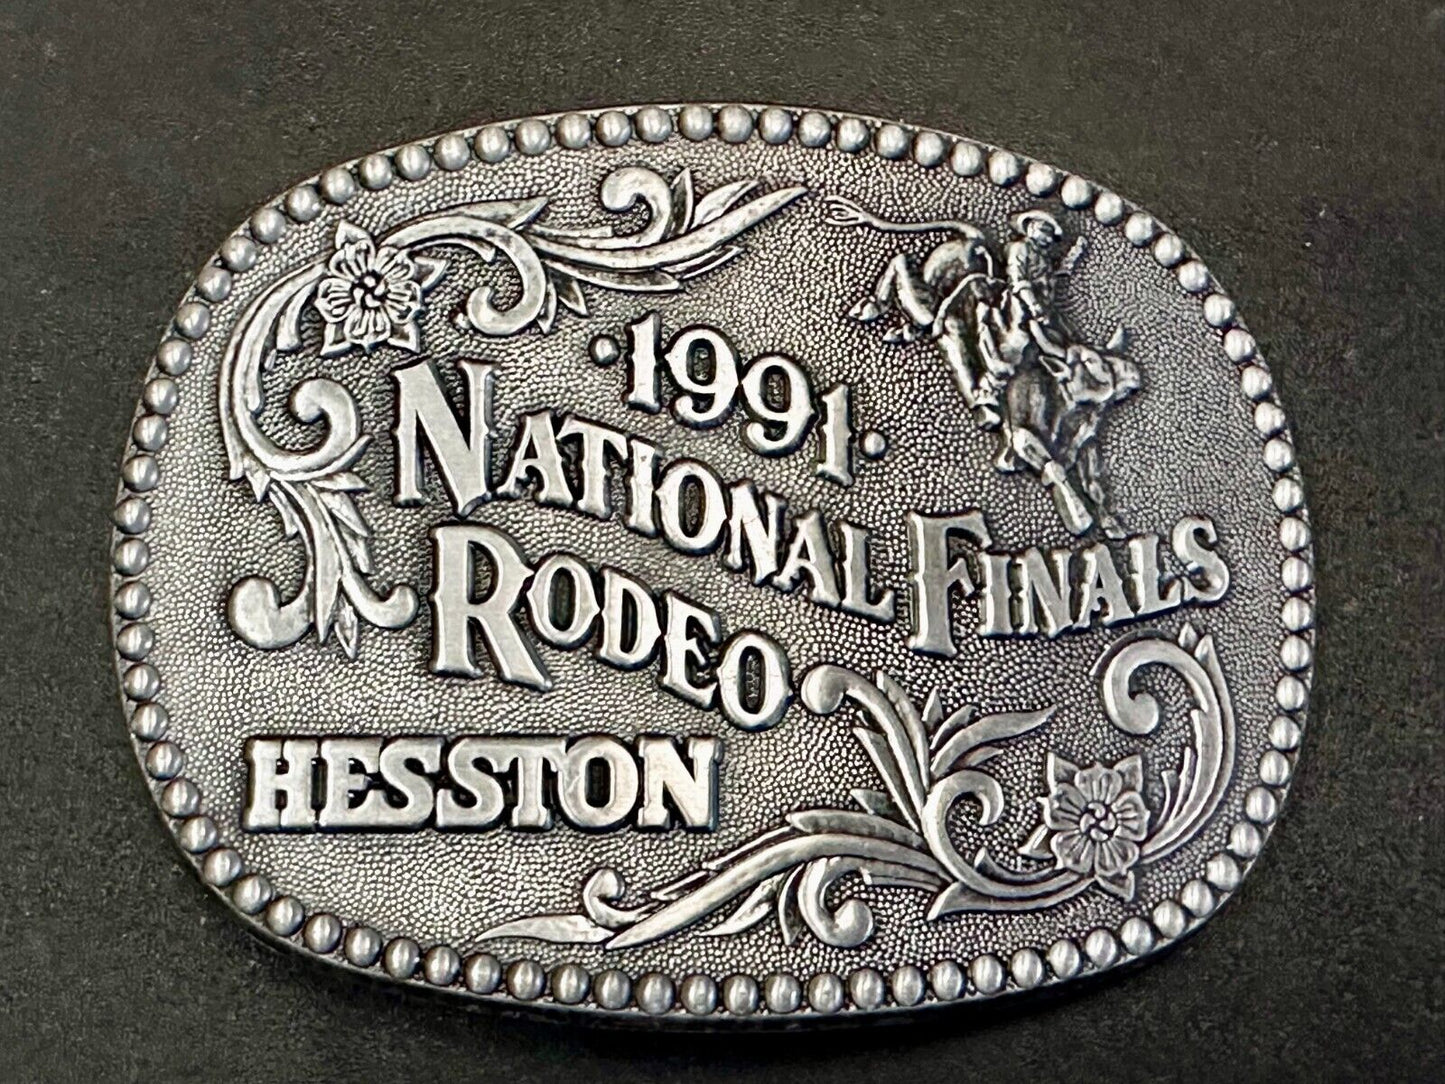 ·1991·
NATIONAL FINALS
RODEO
HESSTON